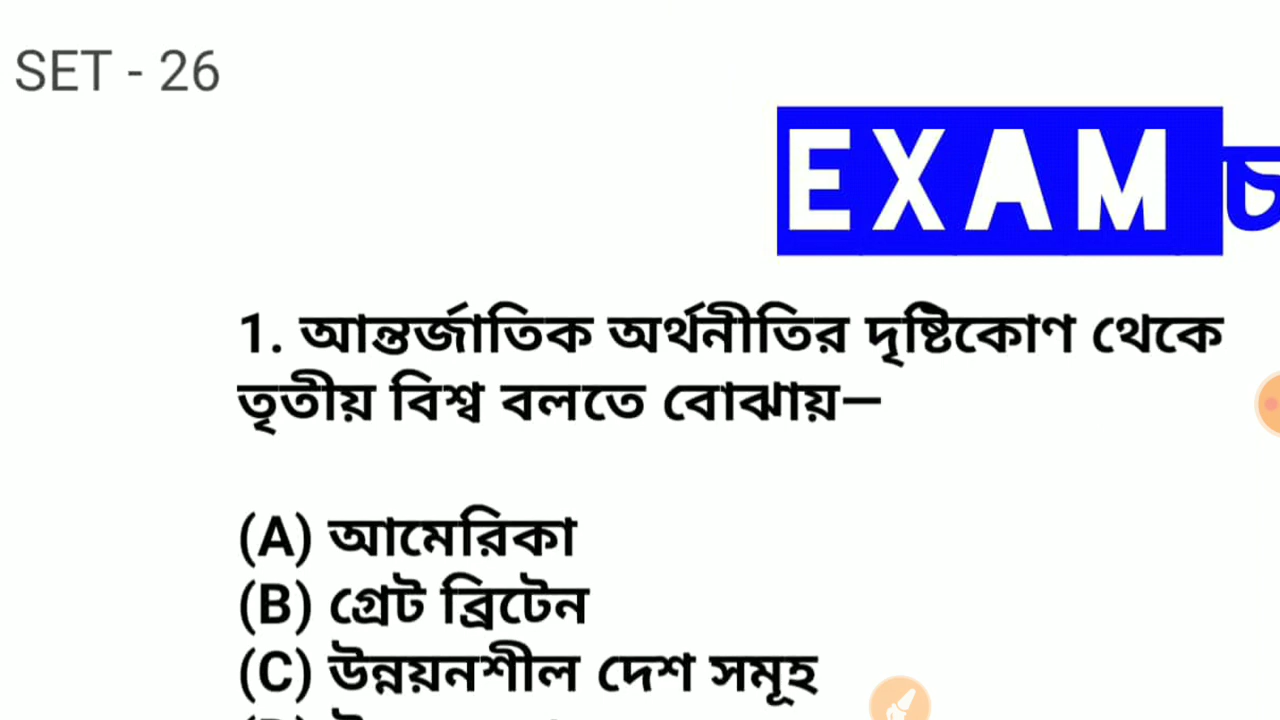 SET - 26
EXAM চ
1. আন্তর্জাতিক অর্থনীতির দৃষ্টিকোণ থেকে
তৃতীয় বিশ্ব বলতে বোঝায়—
(A) আমেরিকা
(B) গ্রেট ব্রিটেন
(C) উন্নয়নশীল দেশ সমূহ